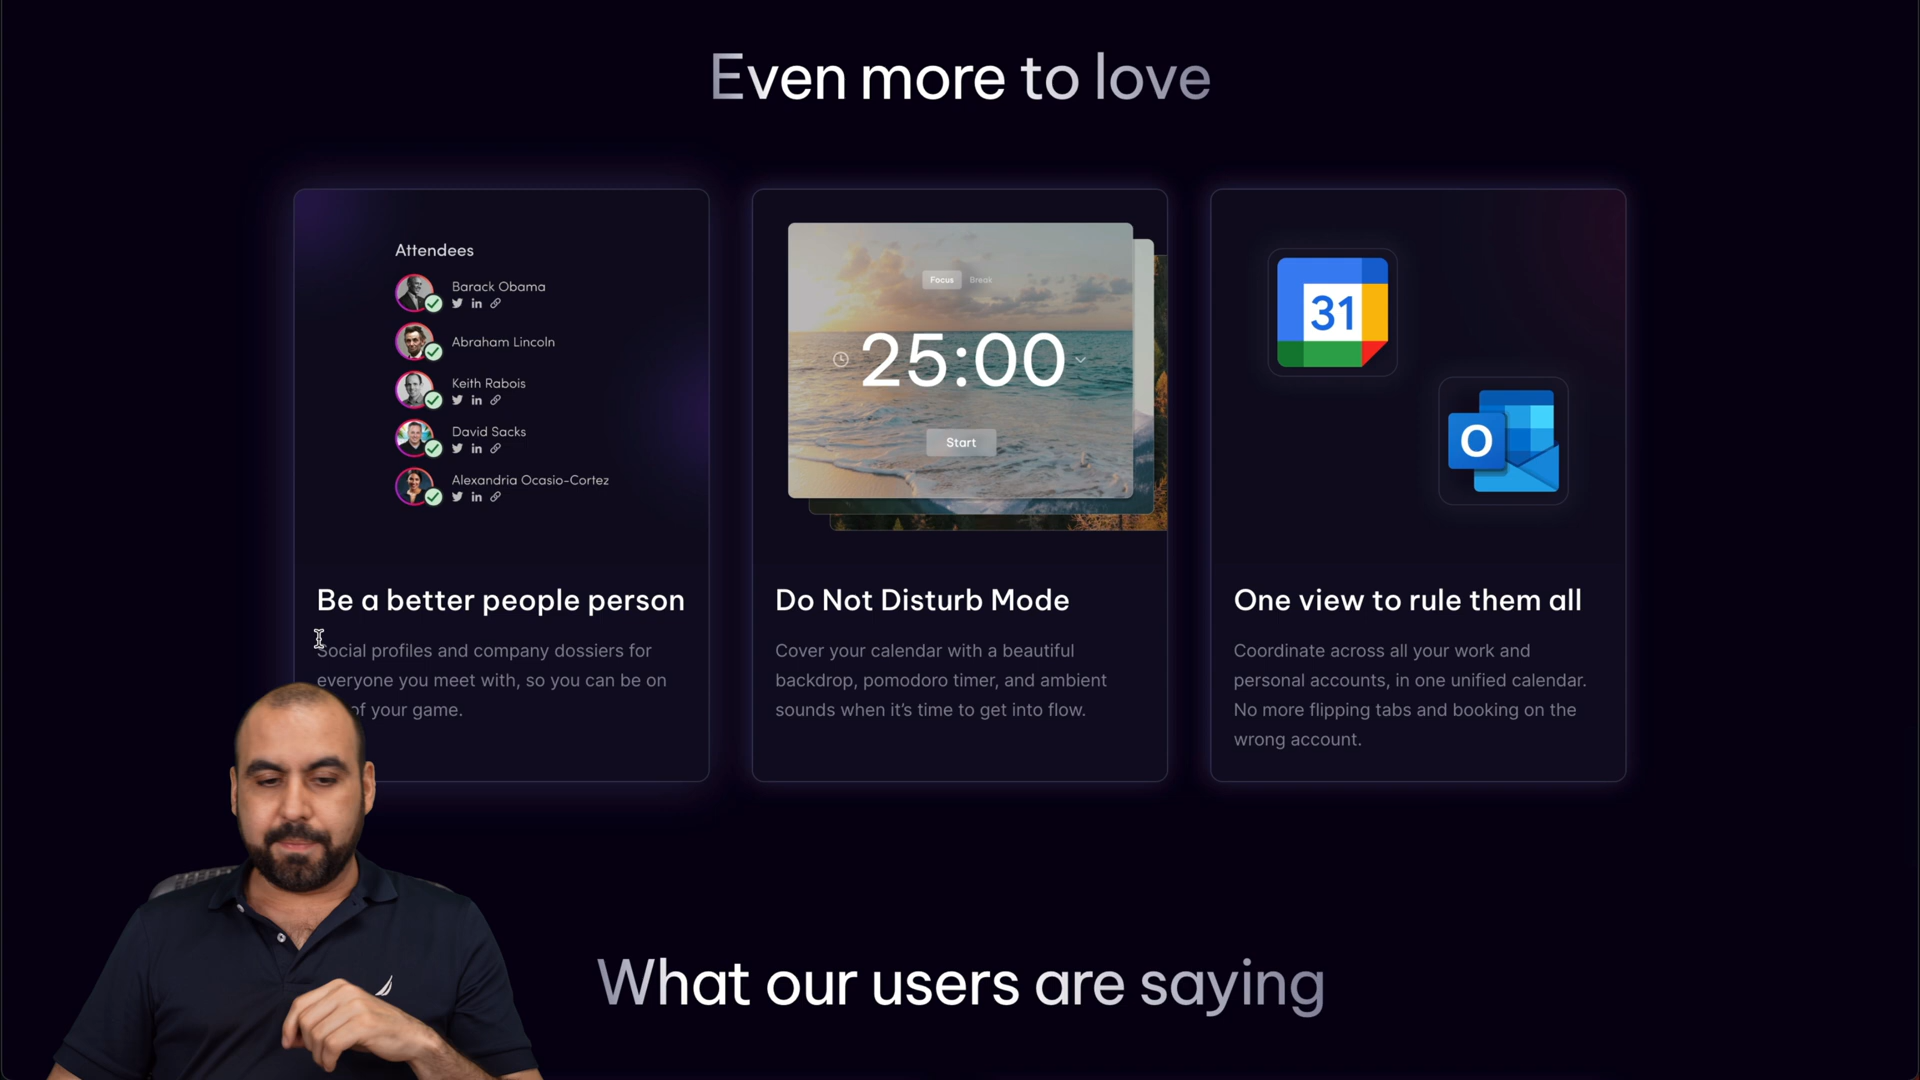 Even more to love
Attendees
Barack Obama
Abraham Lincoln
Keith Rabois
David Sacks
Alexandria Ocasio-Cortez
Focus Break
25:00
Start
31
O
Be a better people person
Social profiles and company dossiers for
everyone you meet with, so you can be on
of your game.
Do Not Disturb Mode
Cover your calendar with a beautiful
backdrop, pomodoro timer, and ambient
sounds when it’s time to get into flow.
One view to rule them all
Coordinate across all your work and
personal accounts, in one unified calendar.
No more flipping tabs and booking on the
wrong account.
What our users are saying